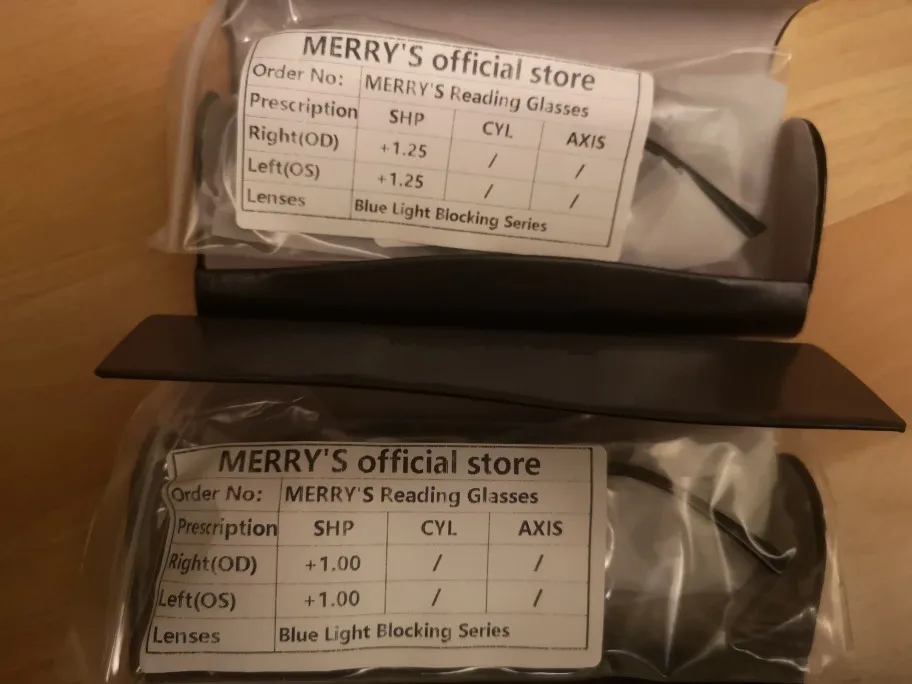 MERRY'S official store
Order No: MERRY'S Reading Glasses
Prescription SHP CYL AXIS
Right(OD) +1.25 / /
Left(OS) +1.25 / /
Lenses Blue Light Blocking Series
MERRY'S official store
Order No: MERRY'S Reading Glasses
Prescription SHP CYL AXIS
Right(OD) +1.00 / /
Left(OS) +1.00 / /
Lenses Blue Light Blocking Series